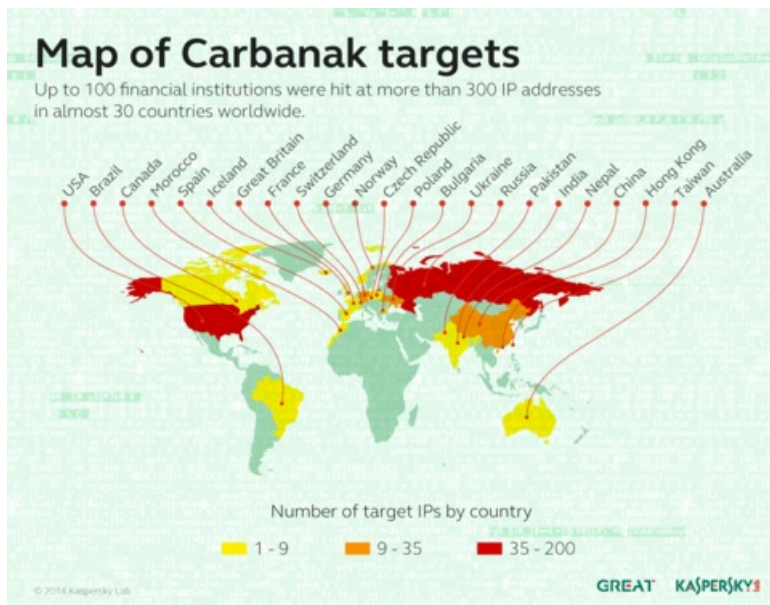 Map of Carbanak targets
Up to 100 financial institutions were hit at more than 300 IP addresses
in almost 30 countries worldwide.
USA
Brazil
Canada
Morocco
Spain
Iceland
Great Britain
France
Switzerland
Germany
Norway
Czech Republic
Poland
Bulgaria
Ukraine
Russia
Pakistan
India
Nepal
China
Hong Kong
Taiwan
Australia
Number of target IPs by country
1 - 9
9 - 35
35 - 200
© 2014 Kaspersky Lab
GREAT KASPERSKY